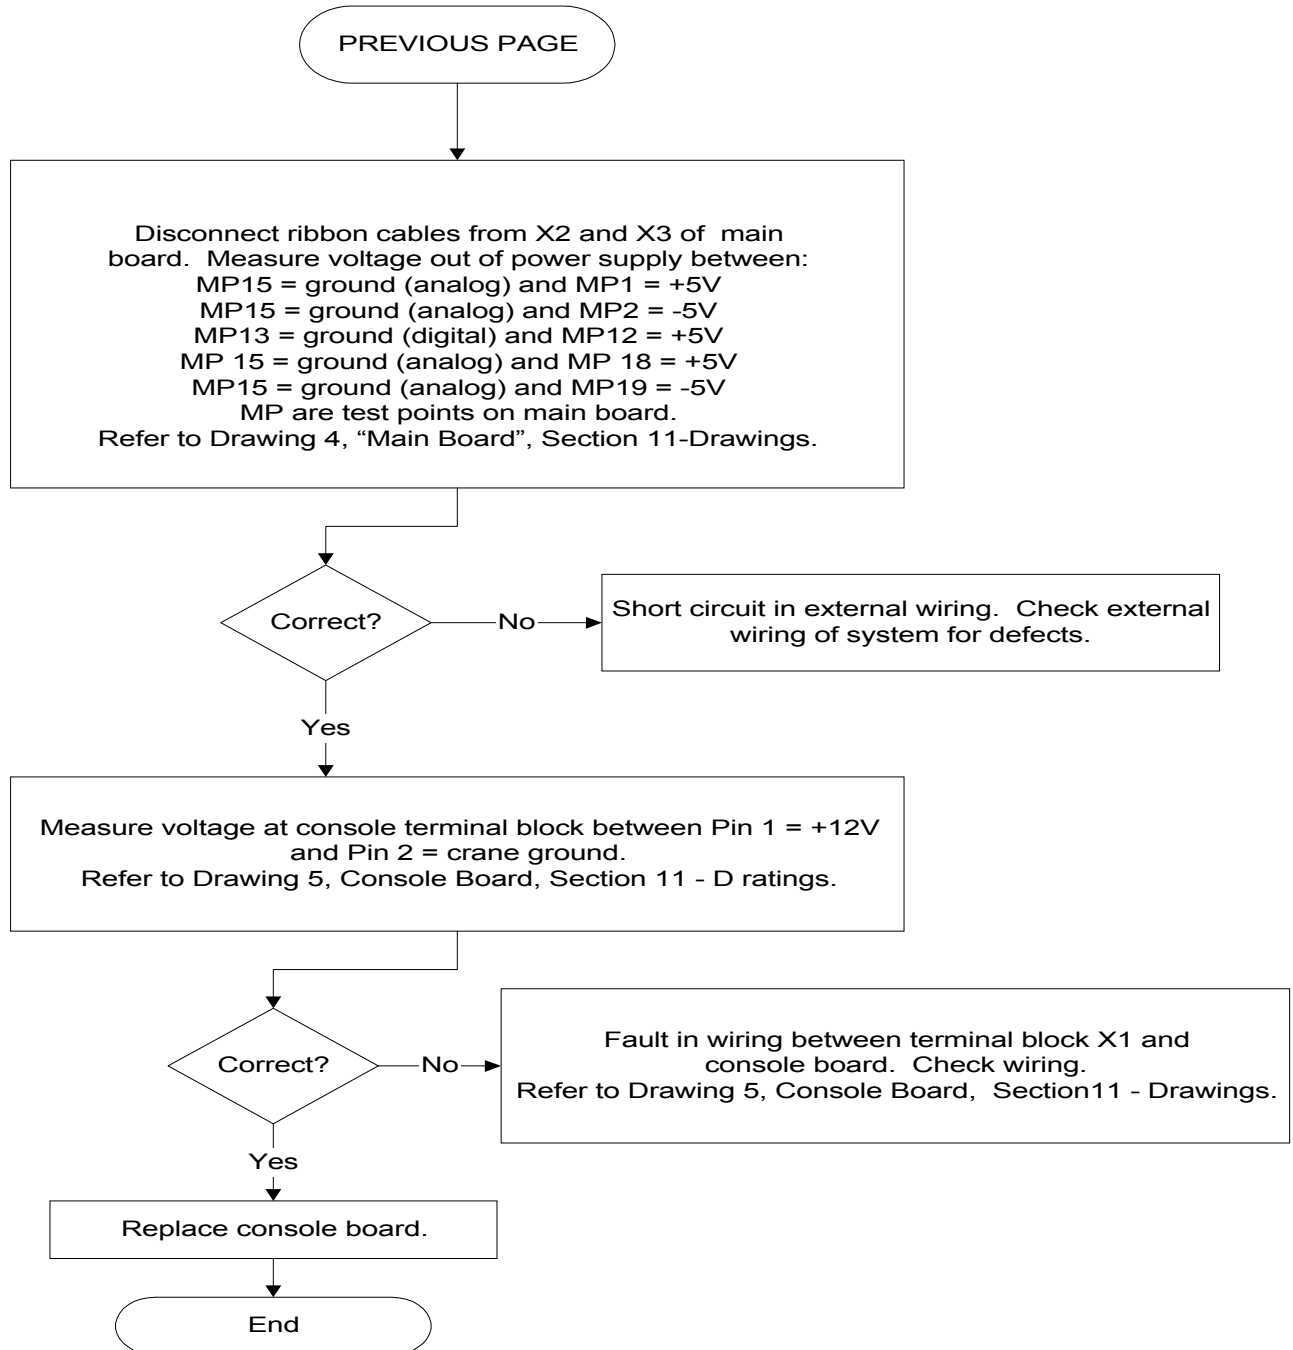 PREVIOUS PAGE
Disconnect ribbon cables from X2 and X3 of main
board. Measure voltage out of power supply between:
MP15 = ground (analog) and MP1 = +5V
MP15 = ground (analog) and MP2 = -5V
MP13 = ground (digital) and MP12 = +5V
MP 15 = ground (analog) and MP 18 = +5V
MP15 = ground (analog) and MP19 = -5V
MP are test points on main board.
Refer to Drawing 4, “Main Board”, Section 11-Drawings.
Correct?
No
Short circuit in external wiring. Check external
wiring of system for defects.
Yes
Measure voltage at console terminal block between Pin 1 = +12V
and Pin 2 = crane ground.
Refer to Drawing 5, Console Board, Section 11 - D ratings.
Correct?
No
Fault in wiring between terminal block X1 and
console board. Check wiring.
Refer to Drawing 5, Console Board, Section11 - Drawings.
Yes
Replace console board.
End